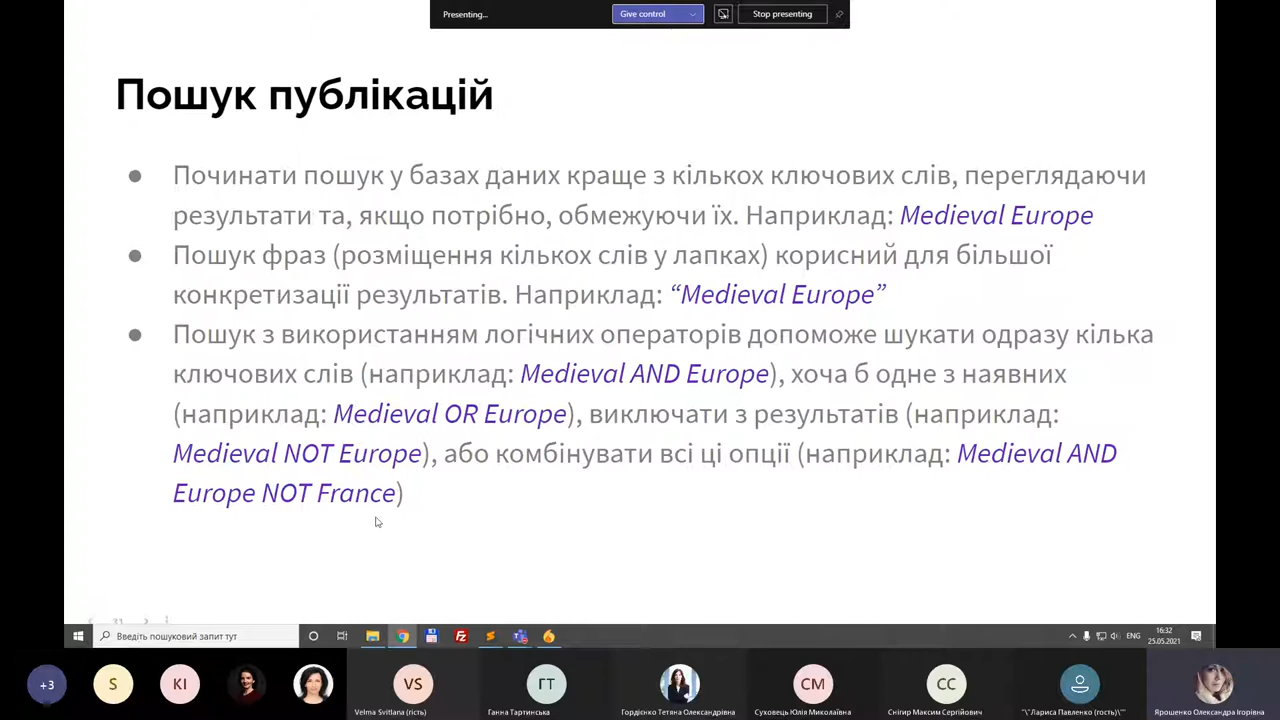 Presenting...
Give control
Stop presenting
Пошук публікацій
● Починати пошук у базах даних краще з кількох ключових слів, переглядаючи
результати та, якщо потрібно, обмежуючи їх. Наприклад: Medieval Europe
● Пошук фраз (розміщення кількох слів у лапках) корисний для більшої
конкретизації результатів. Наприклад: “Medieval Europe”
● Пошук з використанням логічних операторів допоможе шукати одразу кілька
ключових слів (наприклад: Medieval AND Europe), хоча б одне з наявних
(наприклад: Medieval OR Europe), виключати з результатів (наприклад:
Medieval NOT Europe), або комбінувати всі ці опції (наприклад: Medieval AND
Europe NOT France)
Введіть пошуковий запит тут
Fz
ENG
16:32
25.05.2021
+3
S
KI
VS
ГТ
СМ
СС
Velma Svitlana (гість)
Ганна Тартинська
Гордієнко Тетяна Олександрівна
Суховець Юлія Миколаївна
Снігир Максим Сергійович
"\"Лариса Павленко (гость)\""
Ярошенко Олександра Ігорівна